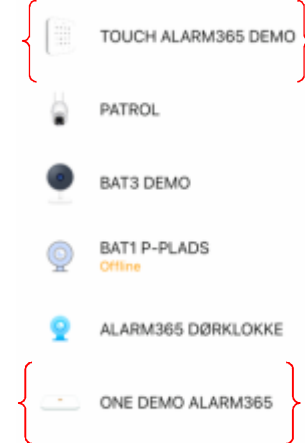 TOUCH ALARM365 DEMO
PATROL
BAT3 DEMO
BAT1 P-PLADS
Offline
ALARM365 DØRKLOKKE
ONE DEMO ALARM365